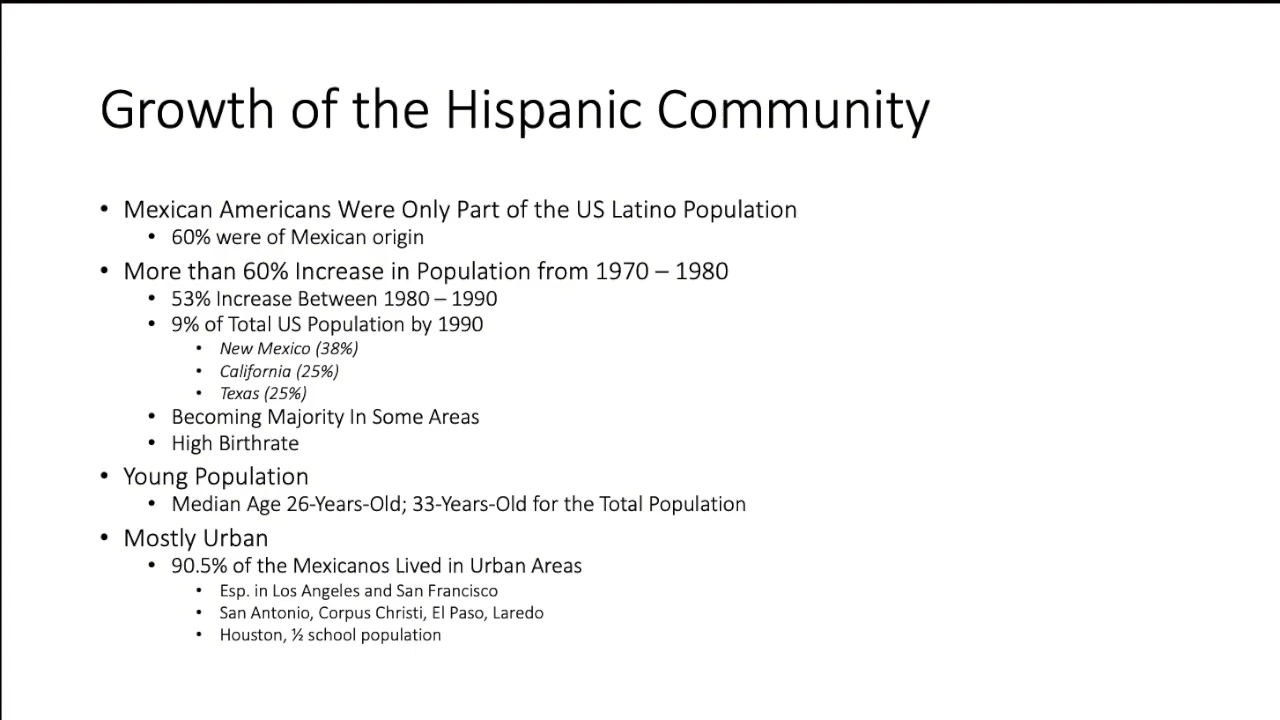 Growth of the Hispanic Community
• Mexican Americans Were Only Part of the US Latino Population
• 60% were of Mexican origin
• More than 60% Increase in Population from 1970 – 1980
• 53% Increase Between 1980 – 1990
• 9% of Total US Population by 1990
• New Mexico (38%)
• California (25%)
• Texas (25%)
• Becoming Majority In Some Areas
• High Birthrate
• Young Population
• Median Age 26-Years-Old; 33-Years-Old for the Total Population
• Mostly Urban
• 90.5% of the Mexicanos Lived in Urban Areas
• Esp. in Los Angeles and San Francisco
• San Antonio, Corpus Christi, El Paso, Laredo
• Houston, ½ school population